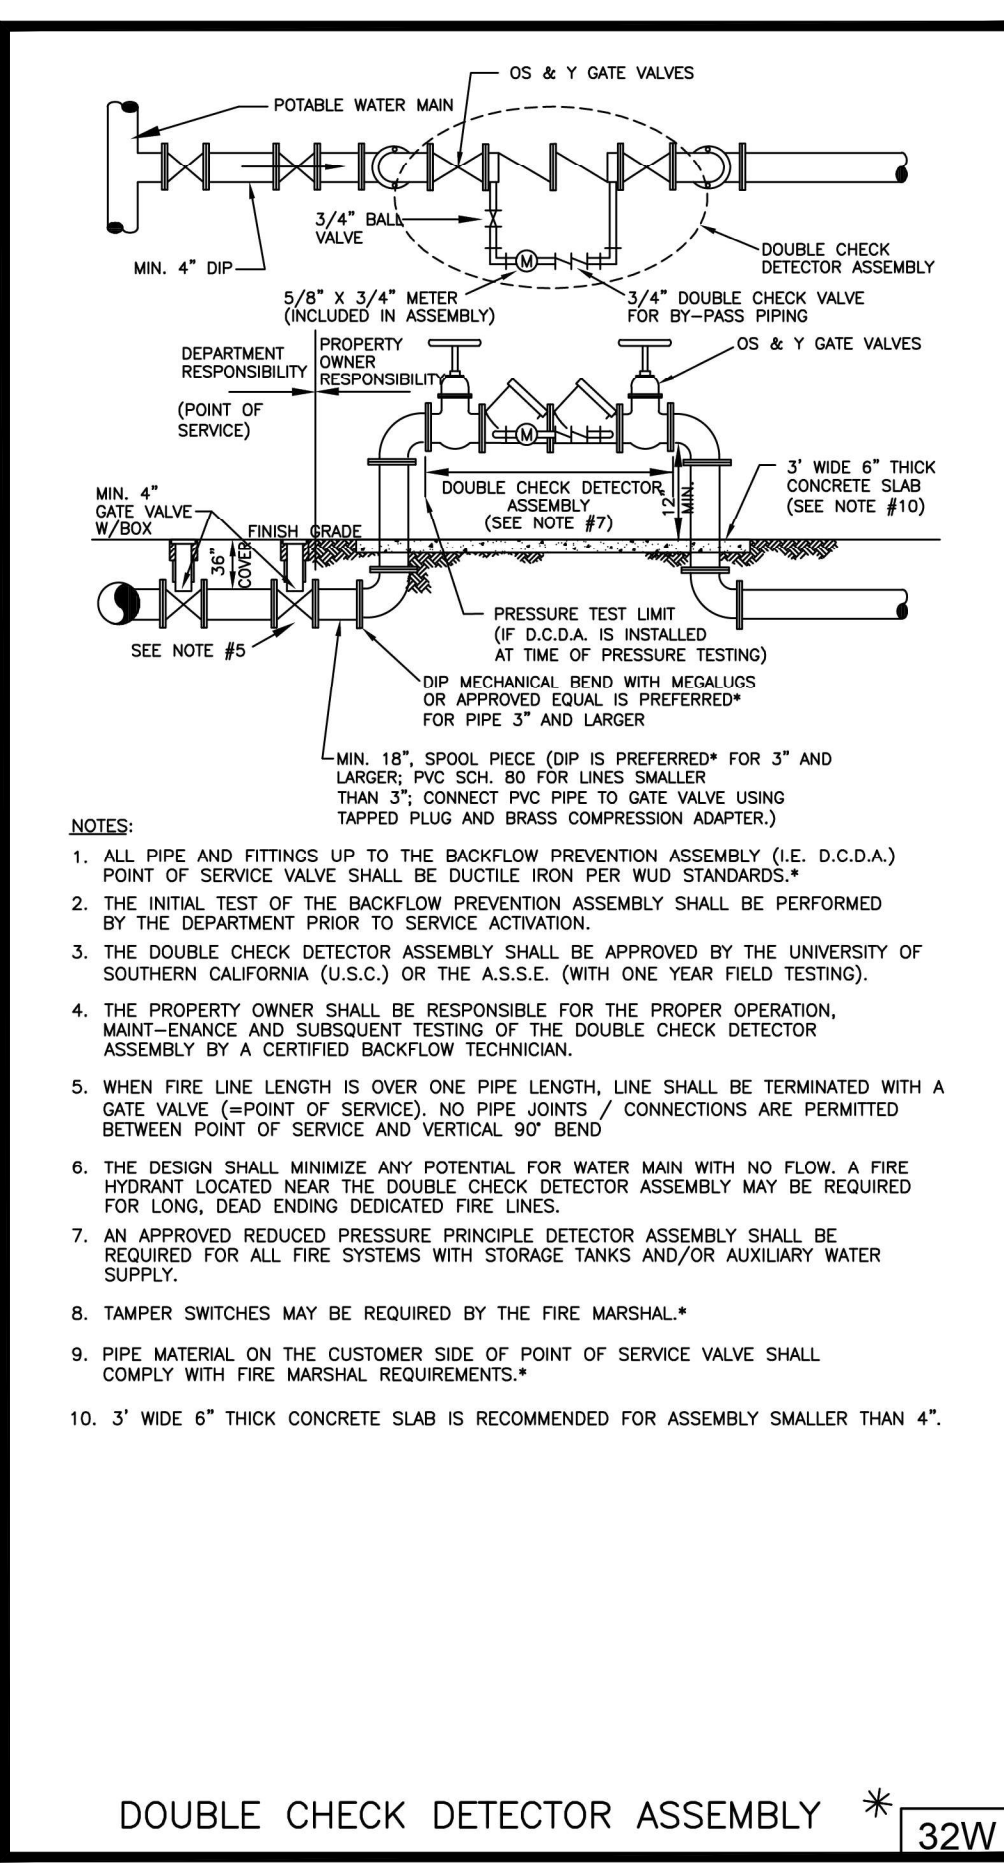 OS & Y GATE VALVES
POTABLE WATER MAIN
3/4" BALL
VALVE
MIN. 4" DIP
DOUBLE CHECK
DETECTOR ASSEMBLY
5/8" X 3/4" METER
(INCLUDED IN ASSEMBLY)
M
3/4" DOUBLE CHECK VALVE
FOR BY-PASS PIPING
DEPARTMENT
RESPONSIBILITY
PROPERTY
OWNER
RESPONSIBILITY
OS & Y GATE VALVES
(POINT OF
SERVICE)
M
3' WIDE 6" THICK
CONCRETE SLAB
(SEE NOTE #10)
DOUBLE CHECK DETECTOR
ASSEMBLY
(SEE NOTE #7)
12"
MIN.
MIN. 4"
GATE VALVE
W/BOX
FINISH GRADE
36"
COVER
SEE NOTE #5
PRESSURE TEST LIMIT
(IF D.C.D.A. IS INSTALLED
AT TIME OF PRESSURE TESTING)
DIP MECHANICAL BEND WITH MEGALUGS
OR APPROVED EQUAL IS PREFERRED*
FOR PIPE 3" AND LARGER
MIN. 18", SPOOL PIECE (DIP IS PREFERRED* FOR 3" AND
LARGER; PVC SCH. 80 FOR LINES SMALLER
THAN 3"; CONNECT PVC PIPE TO GATE VALVE USING
TAPPED PLUG AND BRASS COMPRESSION ADAPTER.)
NOTES:
1. ALL PIPE AND FITTINGS UP TO THE BACKFLOW PREVENTION ASSEMBLY (I.E. D.C.D.A.)
POINT OF SERVICE VALVE SHALL BE DUCTILE IRON PER WUD STANDARDS.*
2. THE INITIAL TEST OF THE BACKFLOW PREVENTION ASSEMBLY SHALL BE PERFORMED
BY THE DEPARTMENT PRIOR TO SERVICE ACTIVATION.
3. THE DOUBLE CHECK DETECTOR ASSEMBLY SHALL BE APPROVED BY THE UNIVERSITY OF
SOUTHERN CALIFORNIA (U.S.C.) OR THE A.S.S.E. (WITH ONE YEAR FIELD TESTING).
4. THE PROPERTY OWNER SHALL BE RESPONSIBLE FOR THE PROPER OPERATION,
MAINT-ENANCE AND SUBSQUENT TESTING OF THE DOUBLE CHECK DETECTOR
ASSEMBLY BY A CERTIFIED BACKFLOW TECHNICIAN.
5. WHEN FIRE LINE LENGTH IS OVER ONE PIPE LENGTH, LINE SHALL BE TERMINATED WITH A
GATE VALVE (=POINT OF SERVICE). NO PIPE JOINTS / CONNECTIONS ARE PERMITTED
BETWEEN POINT OF SERVICE AND VERTICAL 90° BEND
6. THE DESIGN SHALL MINIMIZE ANY POTENTIAL FOR WATER MAIN WITH NO FLOW. A FIRE
HYDRANT LOCATED NEAR THE DOUBLE CHECK DETECTOR ASSEMBLY MAY BE REQUIRED
FOR LONG, DEAD ENDING DEDICATED FIRE LINES.
7. AN APPROVED REDUCED PRESSURE PRINCIPLE DETECTOR ASSEMBLY SHALL BE
REQUIRED FOR ALL FIRE SYSTEMS WITH STORAGE TANKS AND/OR AUXILIARY WATER
SUPPLY.
8. TAMPER SWITCHES MAY BE REQUIRED BY THE FIRE MARSHAL.*
9. PIPE MATERIAL ON THE CUSTOMER SIDE OF POINT OF SERVICE VALVE SHALL
COMPLY WITH FIRE MARSHAL REQUIREMENTS.*
10. 3' WIDE 6" THICK CONCRETE SLAB IS RECOMMENDED FOR ASSEMBLY SMALLER THAN 4".
DOUBLE CHECK DETECTOR ASSEMBLY *
32W